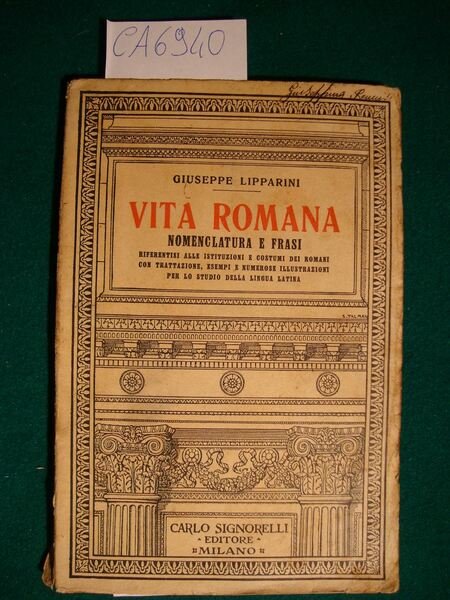 CA6940
GIUSEPPE LIPPARINI
VITA ROMANA
NOMENCLATURA E FRASI
RIFERENTISI ALLE ISTITUZIONI E COSTUMI DEI ROMANI
CON TRATTAZIONE, ESEMPI E NUMEROSE ILLUSTRAZIONI
PER LO STUDIO DELLA LINGUA LATINA
CARLO SIGNORELLI
• EDITORE •
MILANO